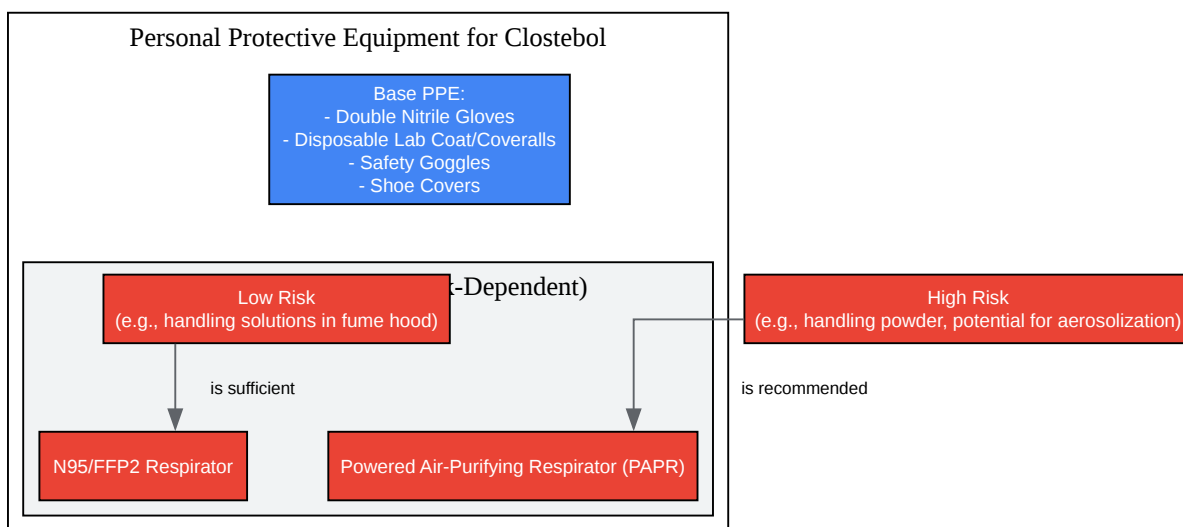 Personal Protective Equipment for Clostebol
Base PPE:
- Double Nitrile Gloves
- Disposable Lab Coat/Coveralls
- Safety Goggles
- Shoe Covers
-Dependent)
Low Risk
(e.g., handling solutions in fume hood)
High Risk
(e.g., handling powder, potential for aerosolization)
is sufficient
is recommended
N95/FFP2 Respirator
Powered Air-Purifying Respirator (PAPR)